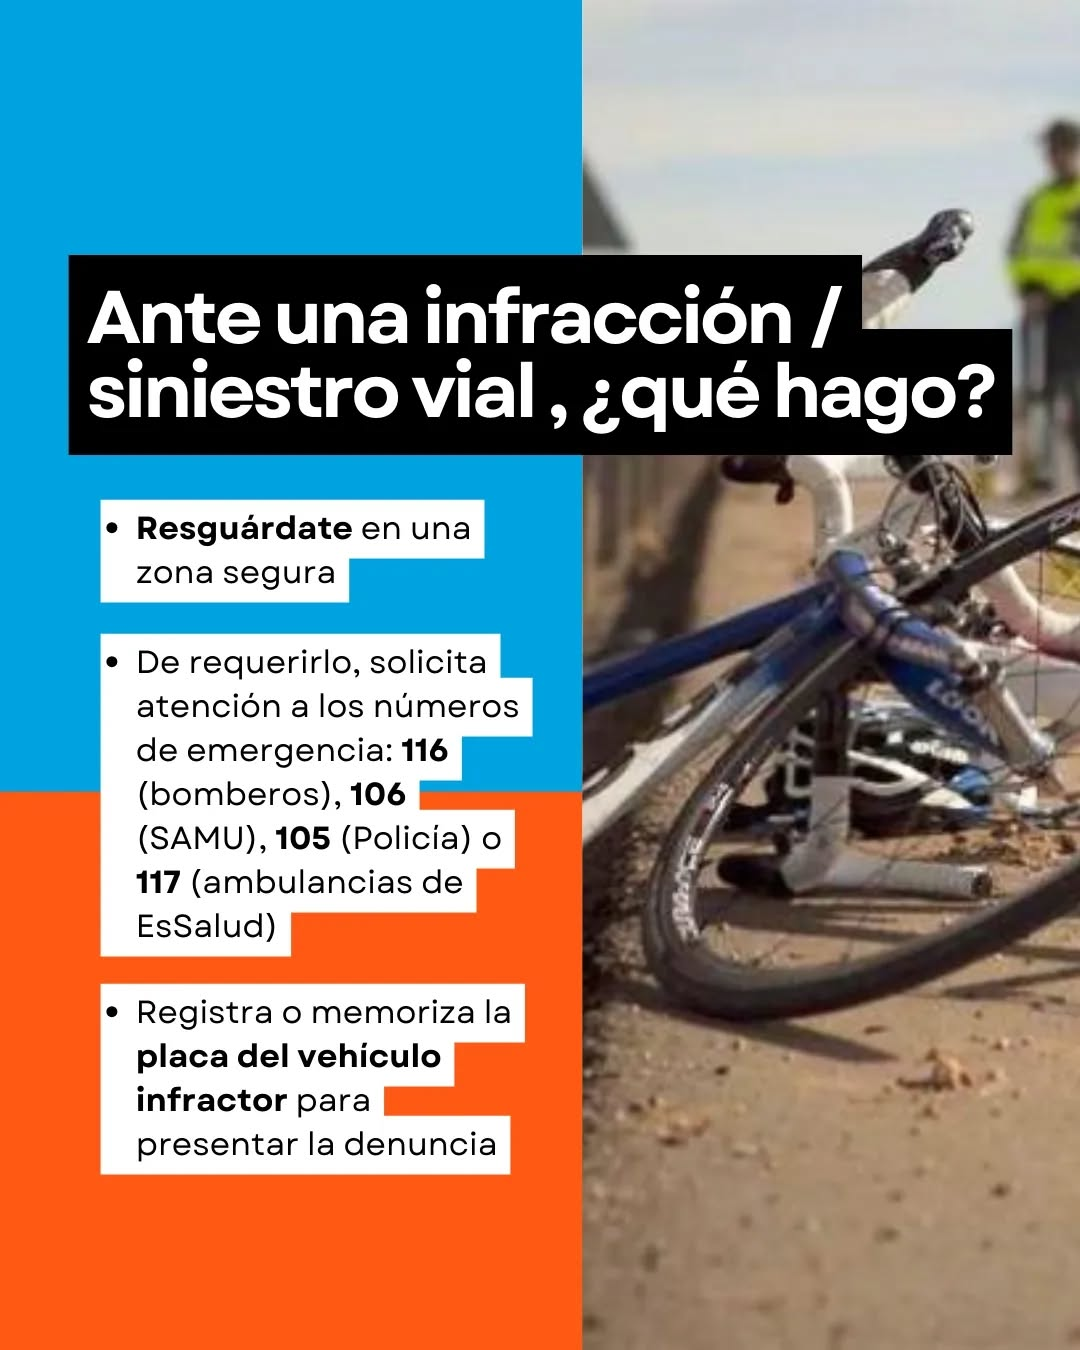 Ante una infracción /
siniestro vial , ¿qué hago?
• Resguárdate en una
zona segura
• De requerirlo, solicita
atención a los números
de emergencia: 116
(bomberos), 106
(SAMU), 105 (Policía) o
117 (ambulancias de
EsSalud)
• Registra o memoriza la
placa del vehículo
infractor para
presentar la denuncia